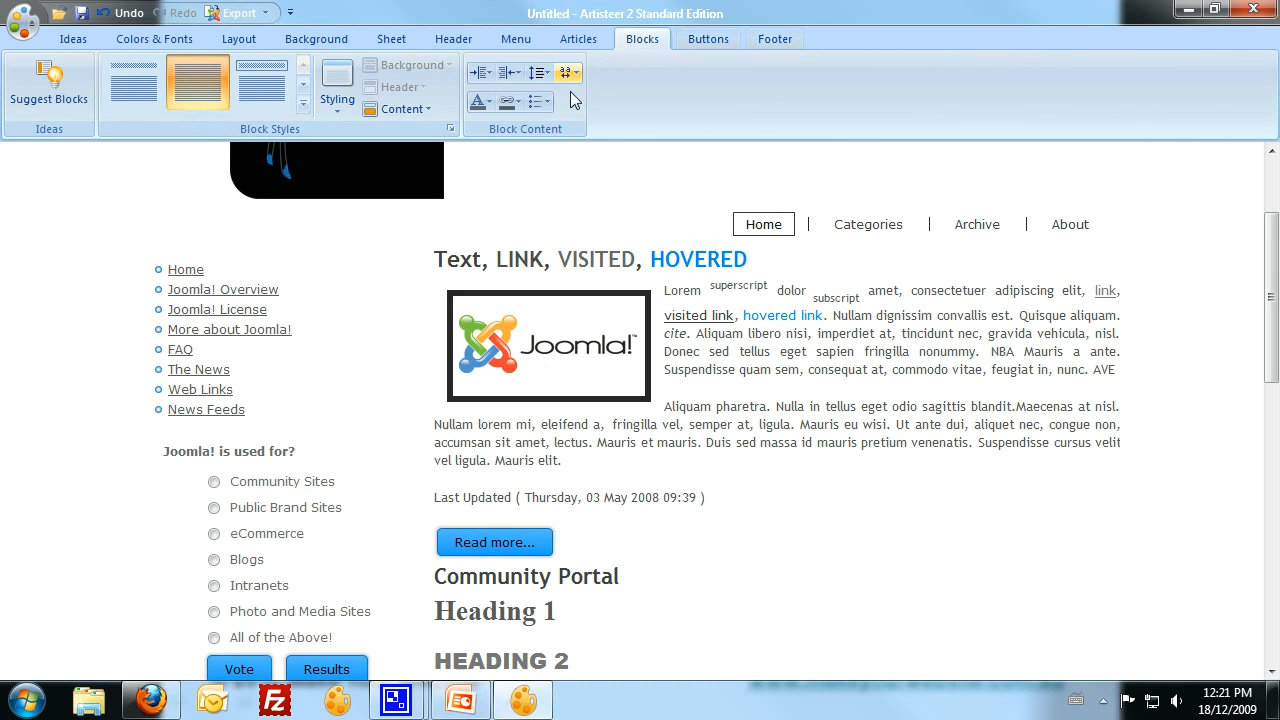 Undo Redo Export Untitled - Artisteer 2 Standard Edition
Ideas Colors & Fonts Layout Background Sheet Header Menu Articles Blocks Buttons Footer
Suggest Blocks
Styling
Background
Header
Content
Ideas Block Styles Block Content
Home Categories Archive About
Home
Joomla! Overview
Joomla! License
More about Joomla!
FAQ
The News
Web Links
News Feeds
Joomla! is used for?
Community Sites
Public Brand Sites
eCommerce
Blogs
Intranets
Photo and Media Sites
All of the Above!
Vote Results
Text, LINK, VISITED, HOVERED
Joomla!™
Lorem superscript dolor subscript amet, consectetuer adipiscing elit, link,
visited link, hovered link. Nullam dignissim convallis est. Quisque aliquam.
cite. Aliquam libero nisi, imperdiet at, tincidunt nec, gravida vehicula, nisl.
Donec sed tellus eget sapien fringilla nonummy. NBA Mauris a ante.
Suspendisse quam sem, consequat at, commodo vitae, feugiat in, nunc. AVE
Aliquam pharetra. Nulla in tellus eget odio sagittis blandit.Maecenas at nisl.
Nullam lorem mi, eleifend a, fringilla vel, semper at, ligula. Mauris eu wisi. Ut ante dui, aliquet nec, congue non,
accumsan sit amet, lectus. Mauris et mauris. Duis sed massa id mauris pretium venenatis. Suspendisse cursus velit
vel ligula. Mauris elit.
Last Updated ( Thursday, 03 May 2008 09:39 )
Read more...
Community Portal
Heading 1
HEADING 2
12:21 PM
18/12/2009